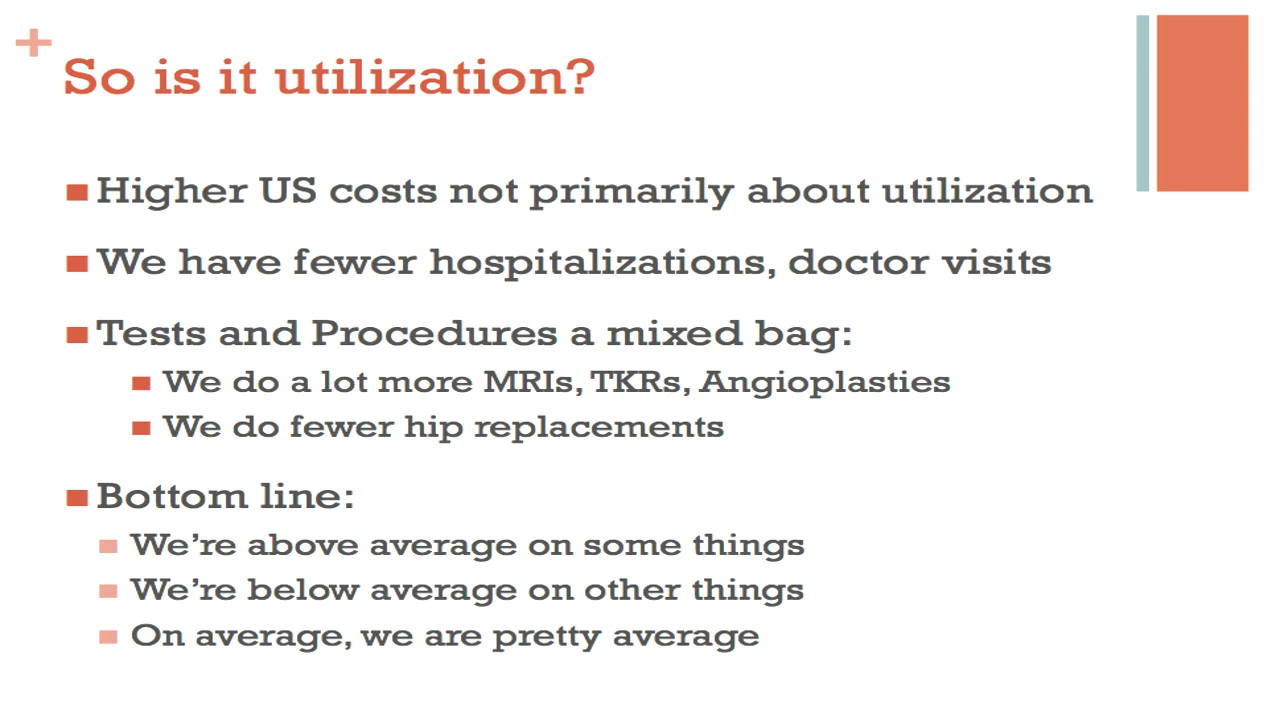 So is it utilization?
Higher US costs not primarily about utilization
We have fewer hospitalizations, doctor visits
Tests and Procedures a mixed bag:
We do a lot more MRIs, TKRs, Angioplasties
We do fewer hip replacements
Bottom line:
We're above average on some things
We're below average on other things
On average, we are pretty average